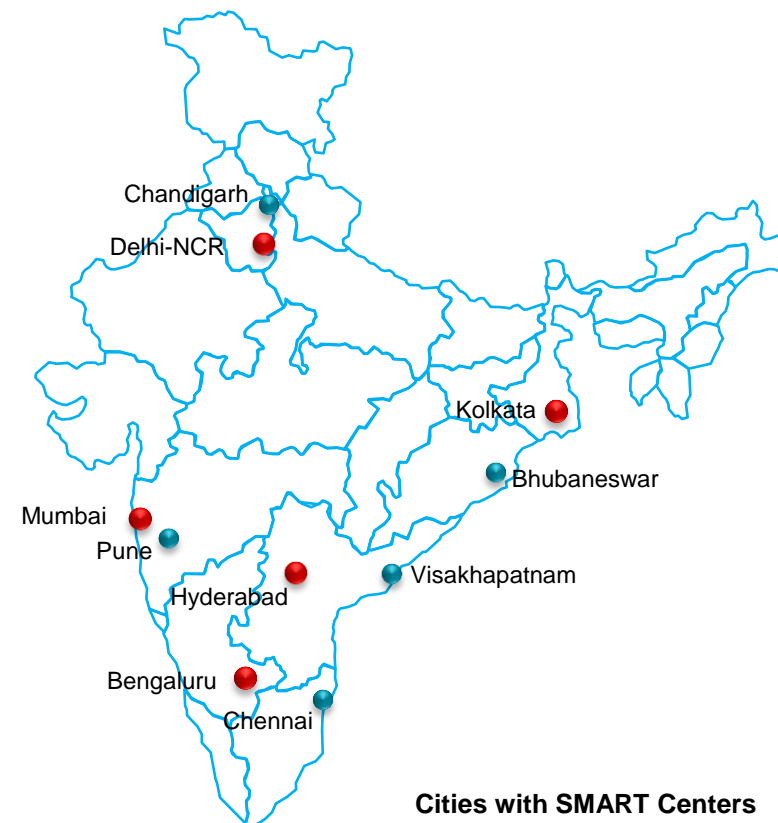 Chandigarh
Delhi-NCR
Kolkata
Bhubaneswar
Mumbai
Pune
Visakhapatnam
Hyderabad
Bengaluru
Chennai
Cities with SMART Centers